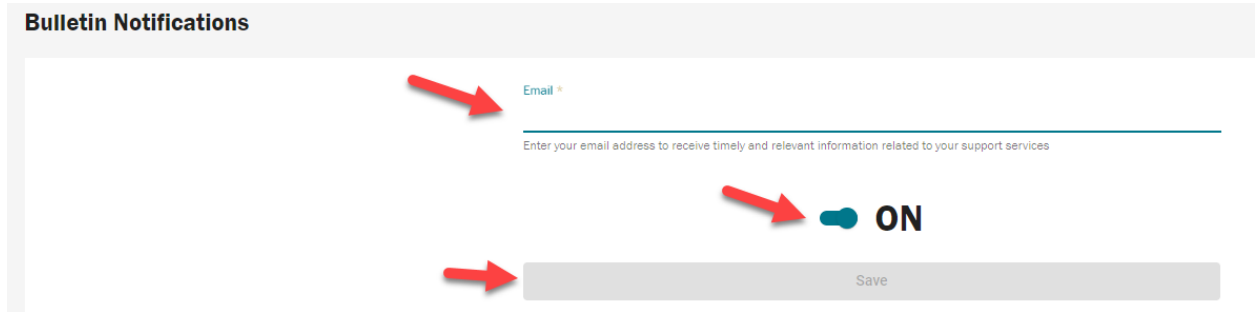 Bulletin Notifications
Email *
Enter your email address to receive timely and relevant information related to your support services
ON
Save